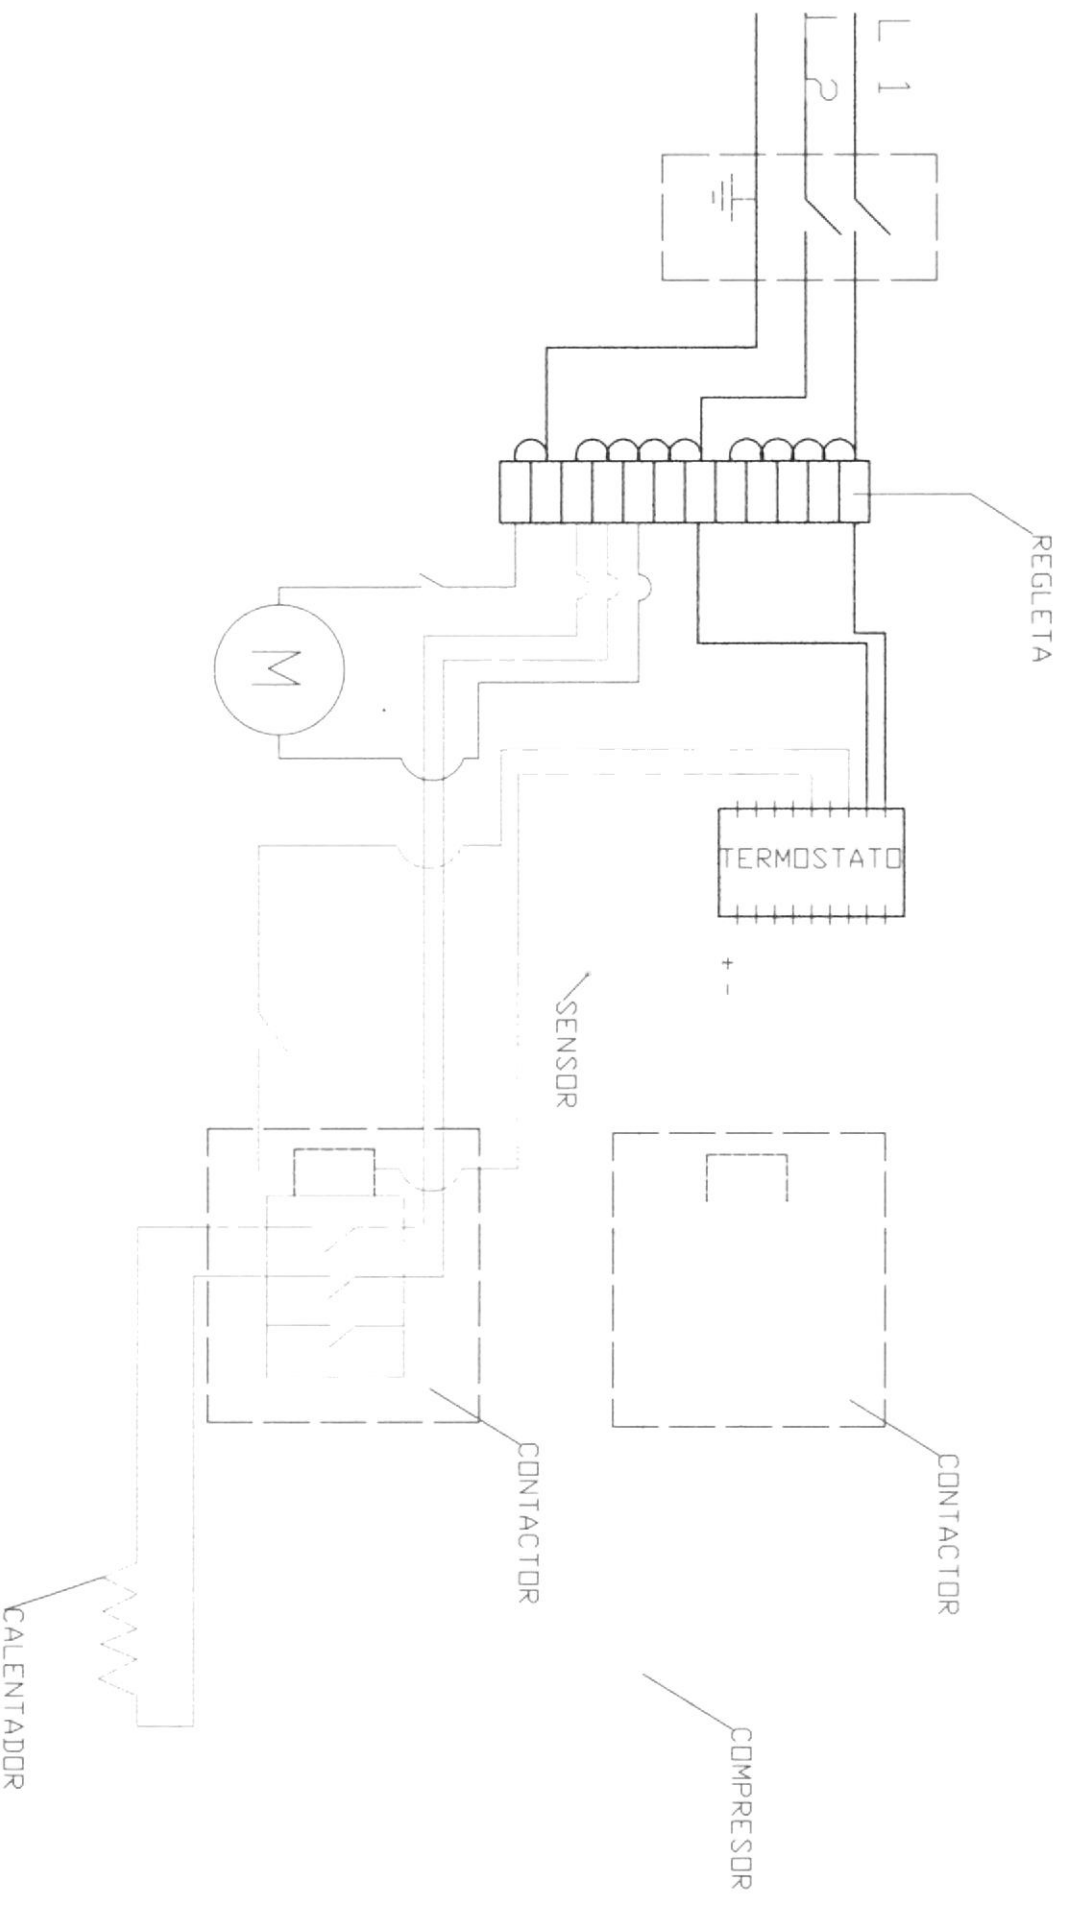 L 1
L 2
REGLETA
M
TERMOSTATO
+ -
SENSOR
CONTACTOR
CONTACTOR
COMPRESOR
CALENTADOR